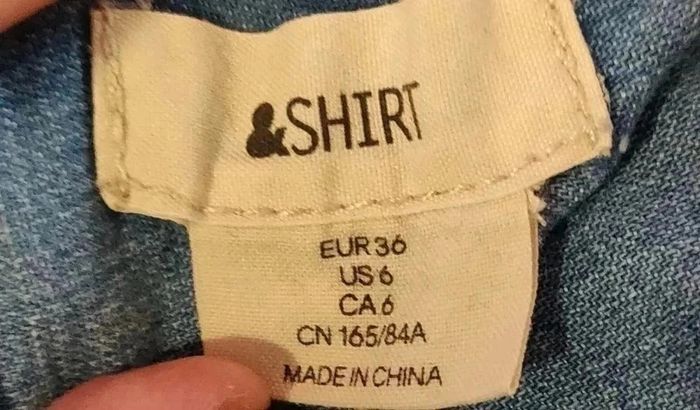 &SHIRT
EUR 36
US 6
CA 6
CN 165/84A
MADE IN CHINA